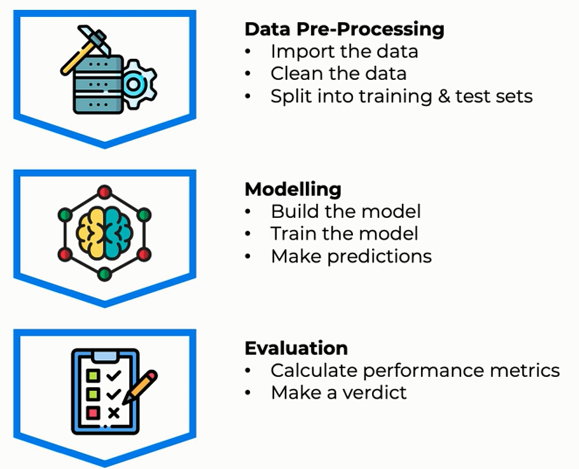 Data Pre-Processing
• Import the data
• Clean the data
• Split into training & test sets
Modelling
• Build the model
• Train the model
• Make predictions
Evaluation
• Calculate performance metrics
• Make a verdict